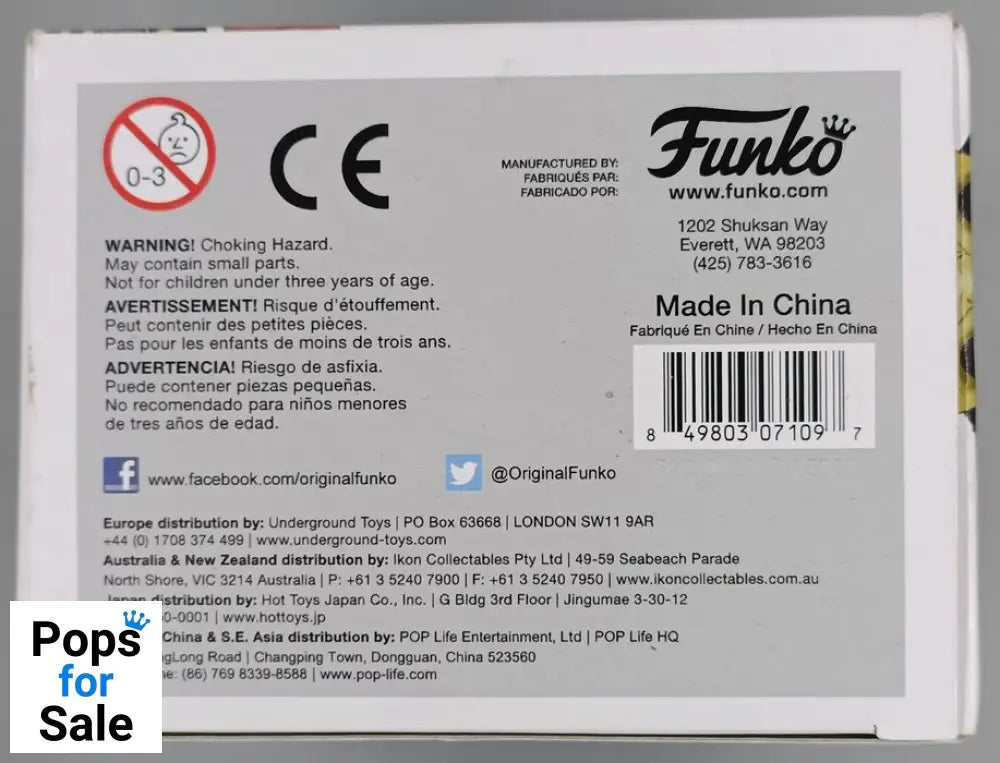 0-3
CE
MANUFACTURED BY:
FABRIQUÉS PAR:
FABRICADO POR:
Funko
www.funko.com
1202 Shuksan Way
Everett, WA 98203
(425) 783-3616
Made In China
Fabriqué En Chine / Hecho En China
8 49803 07109 7
WARNING! Choking Hazard.
May contain small parts.
Not for children under three years of age.
AVERTISSEMENT! Risque d'étouffement.
Peut contenir des petites pièces.
Pas pour les enfants de moins de trois ans.
ADVERTENCIA! Riesgo de asfixia.
Puede contener piezas pequeñas.
No recomendado para niños menores
de tres años de edad.
f www.facebook.com/originalfunko
@OriginalFunko
Europe distribution by: Underground Toys | PO Box 63668 | LONDON SW11 9AR
+44 (0) 1708 374 499 | www.underground-toys.com
Australia & New Zealand distribution by: Ikon Collectables Pty Ltd | 49-59 Seabeach Parade
North Shore, VIC 3214 Australia | P: +61 3 5240 7900 | F: +61 3 5240 7950 | www.ikoncollectables.com.au
Japan distribution by: Hot Toys Japan Co., Inc. | G Bldg 3rd Floor | Jingumae 3-30-12
0-0001 | www.hottoys.jp
China & S.E. Asia distribution by: POP Life Entertainment, Ltd | POP Life HQ
gLong Road | Changping Town, Dongguan, China 523560
e: (86) 769 8339-8588 | www.pop-life.com
Pops
for
Sale